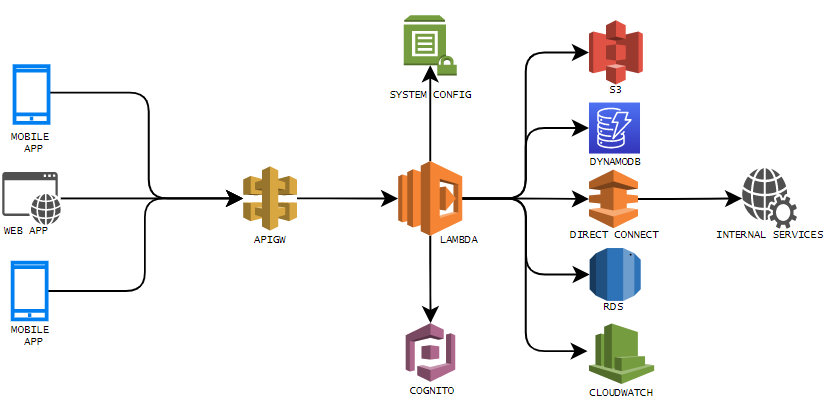 SYSTEM CONFIG
S3
MOBILE
APP
DYNAMODB
WEB APP
APIGW
LAMBDA
DIRECT CONNECT
INTERNAL SERVICES
RDS
MOBILE
APP
COGNITO
CLOUDWATCH